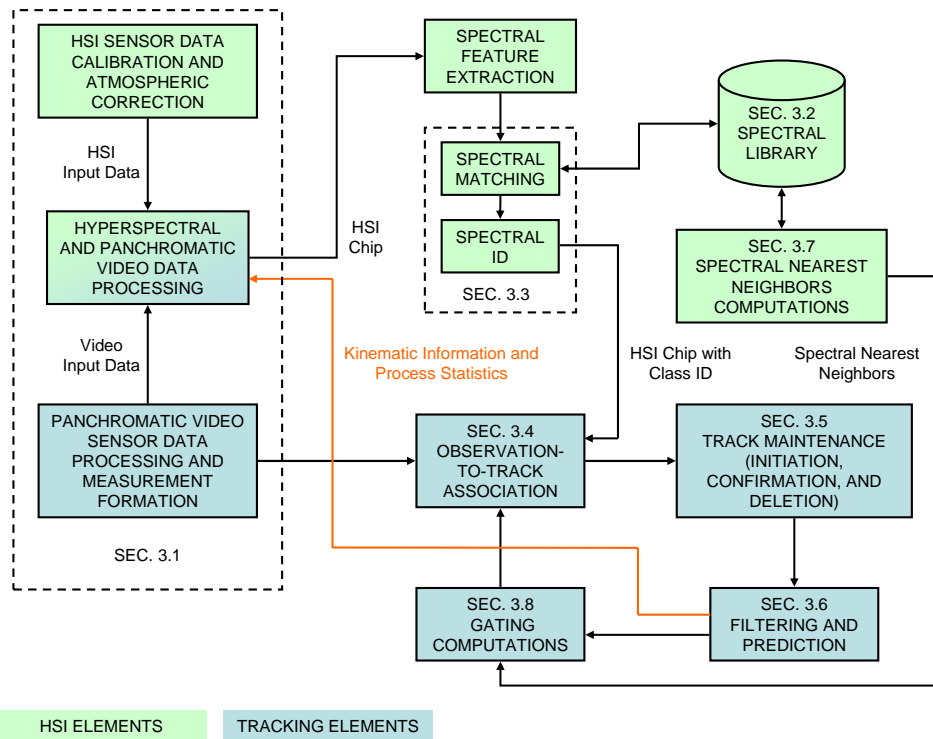 HSI SENSOR DATA
CALIBRATION AND
ATMOSPHERIC
CORRECTION
HSI
Input Data
HYPERSPECTRAL
AND PANCHROMATIC
VIDEO DATA
PROCESSING
Video
Input Data
PANCHROMATIC VIDEO
SENSOR DATA
PROCESSING AND
MEASUREMENT
FORMATION
SEC. 3.1
HSI
Chip
SPECTRAL
FEATURE
EXTRACTION
SPECTRAL
MATCHING
SPECTRAL
ID
SEC. 3.3
SEC. 3.2
SPECTRAL
LIBRARY
SEC. 3.7
SPECTRAL NEAREST
NEIGHBORS
COMPUTATIONS
Kinematic Information and
Process Statistics
HSI Chip with
Class ID
Spectral Nearest
Neighbors
SEC. 3.4
OBSERVATION-
TO-TRACK
ASSOCIATION
SEC. 3.5
TRACK MAINTENANCE
(INITIATION,
CONFIRMATION, AND
DELETION)
SEC. 3.8
GATING
COMPUTATIONS
SEC. 3.6
FILTERING AND
PREDICTION
HSI ELEMENTS
TRACKING ELEMENTS